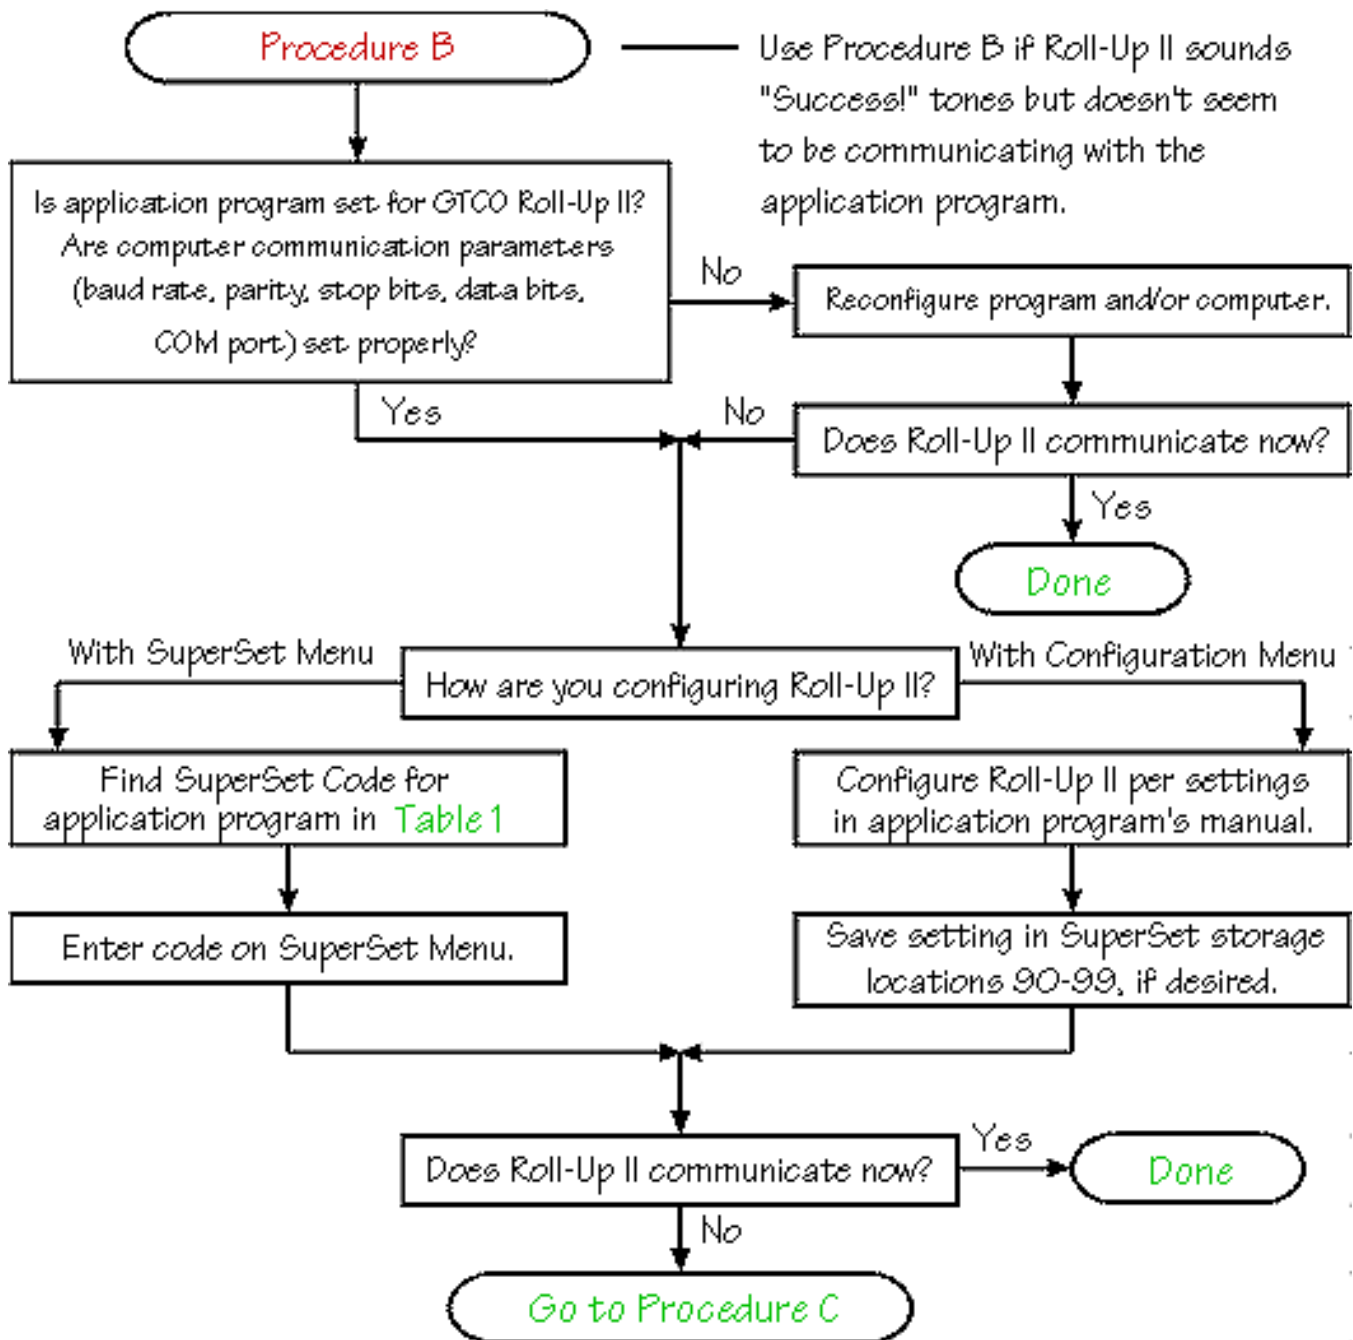 Procedure B
Use Procedure B if Roll-Up II sounds
"Success!" tones but doesn't seem
to be communicating with the
application program.
Is application program set for GTCO Roll-Up II?
Are computer communication parameters
(baud rate, parity, stop bits, data bits,
COM port) set properly?
No
Reconfigure program and/or computer.
Yes
No
Does Roll-Up II communicate now?
Yes
Done
With SuperSet Menu
How are you configuring Roll-Up II?
With Configuration Menu
Find SuperSet Code for
application program in Table 1
Configure Roll-Up II per settings
in application program's manual.
Enter code on SuperSet Menu.
Save setting in SuperSet storage
locations 90-99, if desired.
Does Roll-Up II communicate now?
Yes
Done
No
Go to Procedure C